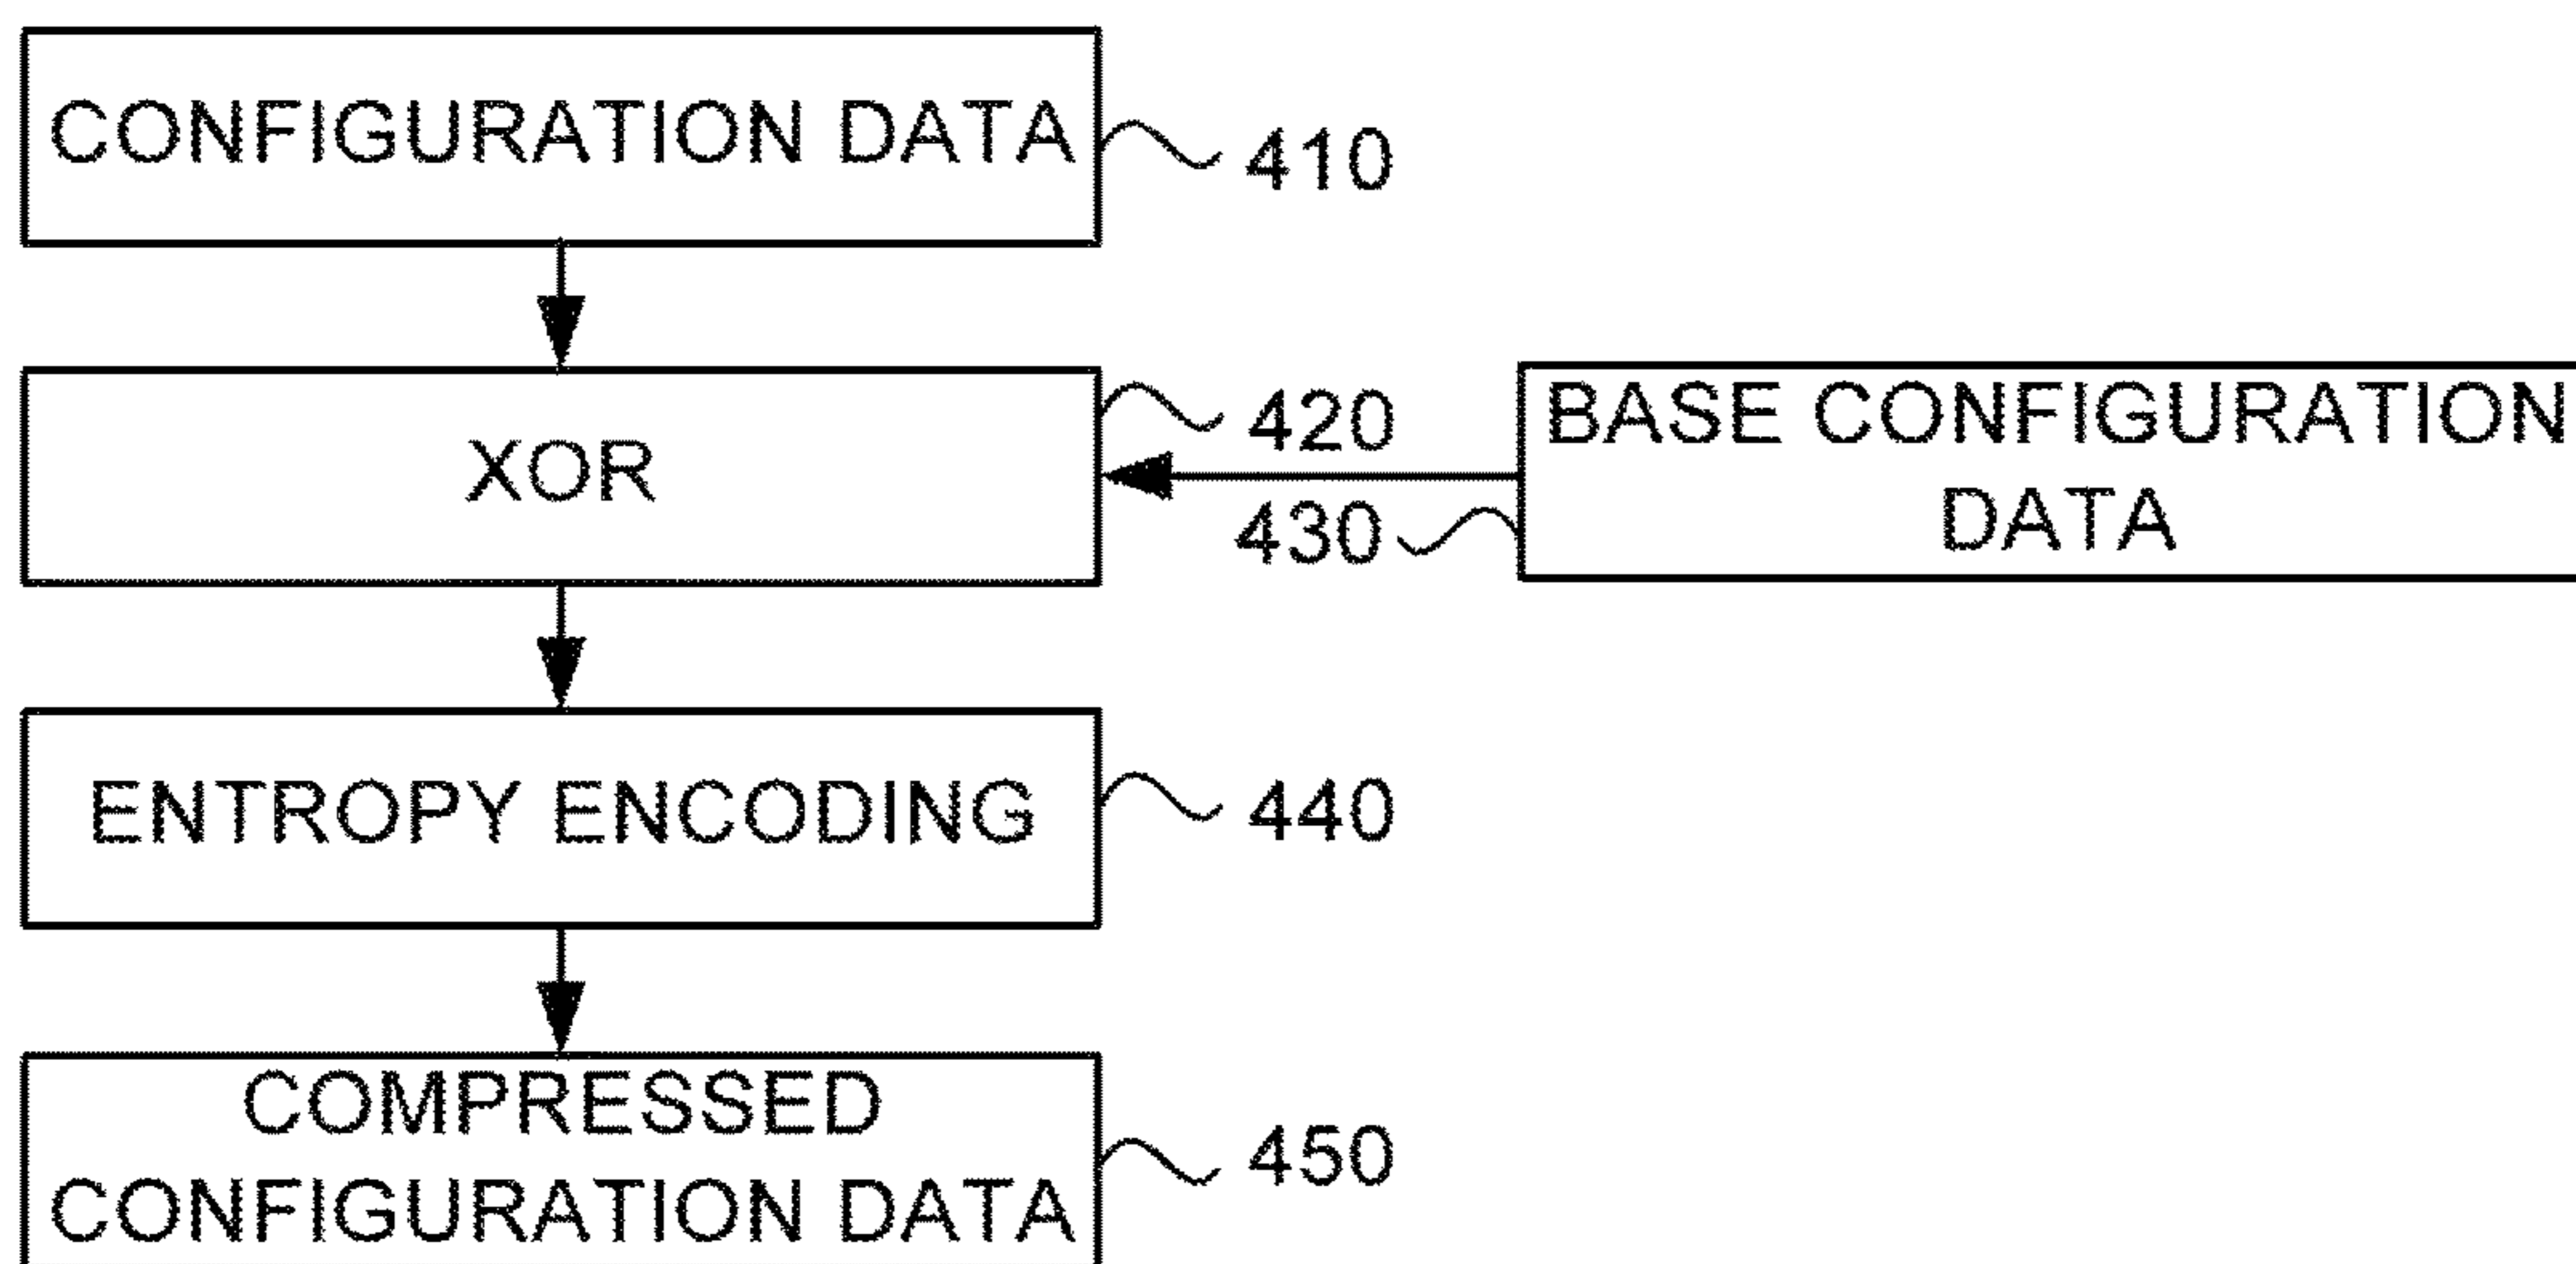 CONFIGURATION DATA
410
XOR
420
BASE CONFIGURATION
DATA
430
ENTROPY ENCODING
440
COMPRESSED
CONFIGURATION DATA
450